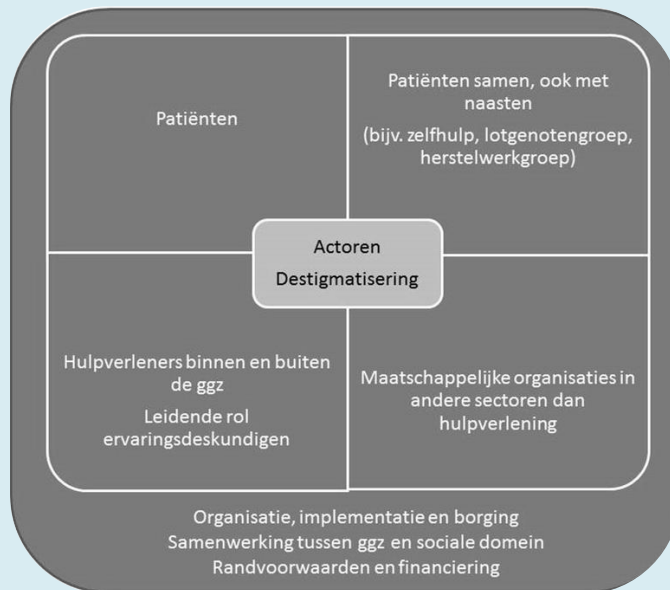 Patiënten
Patiënten samen, ook met
naasten
(bijv. zelfhulp, lotgenotengroep,
herstelwerkgroep)
Actoren
Destigmatisering
Hulpverleners binnen en buiten
de ggz
Leidende rol
ervaringsdeskundigen
Maatschappelijke organisaties in
andere sectoren dan
hulpverlening
Organisatie, implementatie en borging
Samenwerking tussen ggz en sociale domein
Randvoorwaarden en financiering